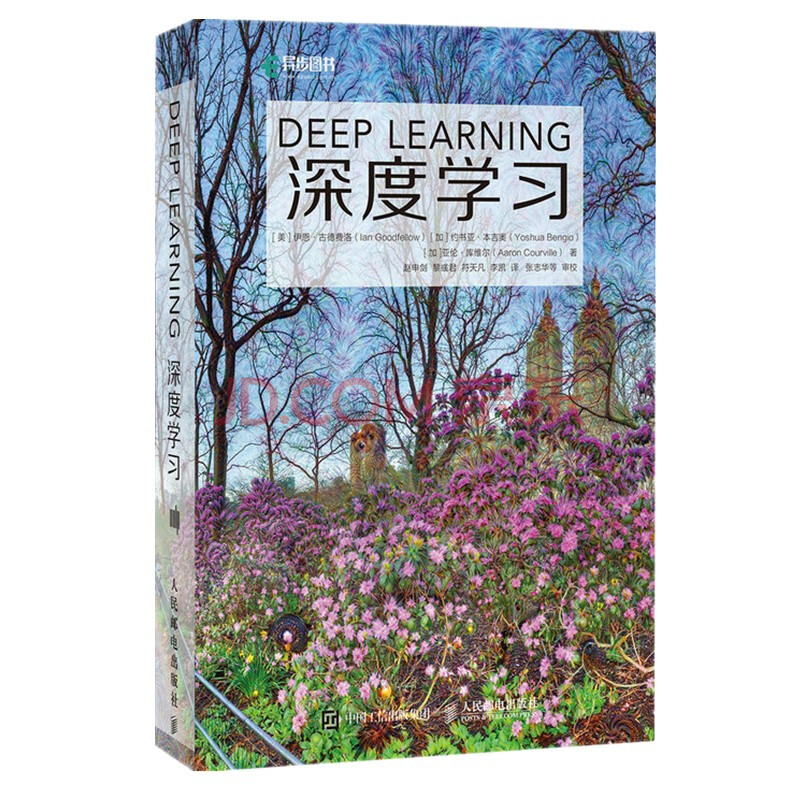 异步图书
DEEP LEARNING
深度学习
[ 美 ] 伊恩·古德费洛（Ian Goodfellow）[ 加 ] 约书亚·本吉奥（Yoshua Bengio）
[ 加 ] 亚伦·库维尔（Aaron Courville） 著
赵申剑 黎彧君 符天凡 李凯 译 张志华等 审校
DEEP LEARNING 深度学习
人民邮电出版社
JD.COM 京东
中国工信出版集团
人民邮电出版社
POSTS & TELECOM PRESS